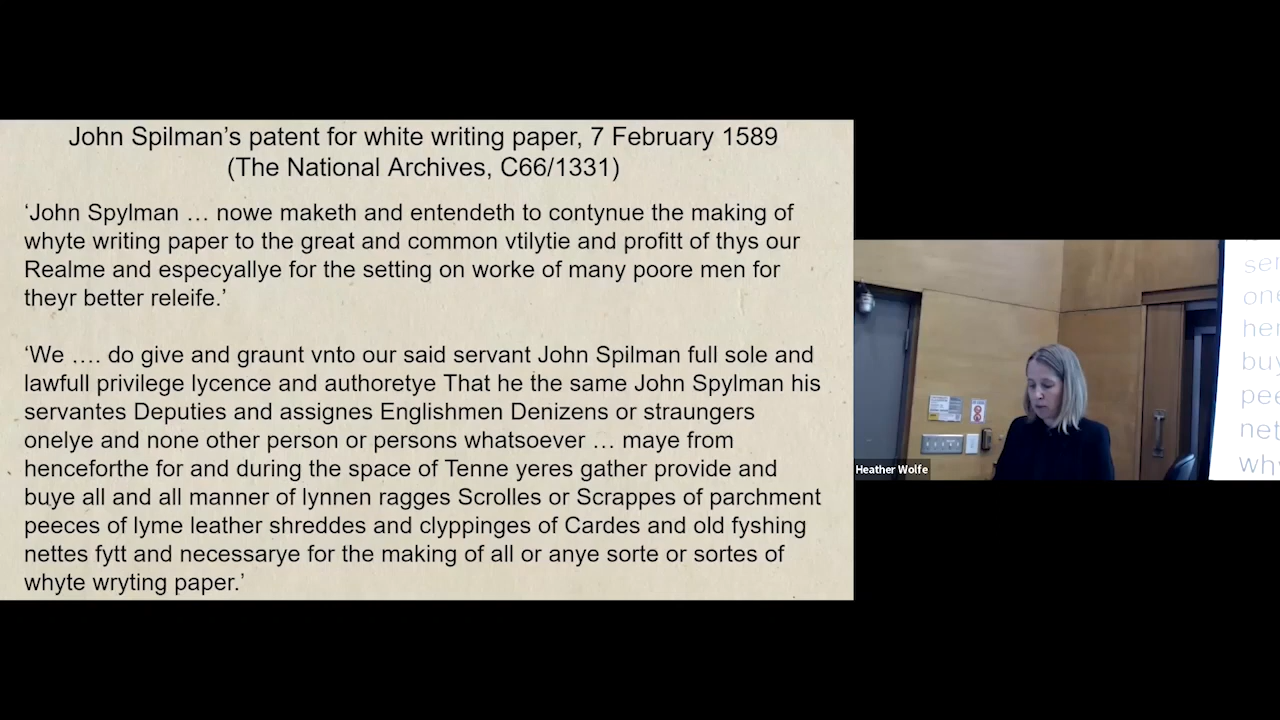 John Spilman’s patent for white writing paper, 7 February 1589
(The National Archives, C66/1331)
‘John Spylman … nowe maketh and entendeth to contynue the making of
whyte writing paper to the great and common vtilytie and profitt of thys our
Realme and especyallye for the setting on worke of many poore men for
theyr better releife.’
‘We …. do give and graunt vnto our said servant John Spilman full sole and
lawfull privilege lycence and authoretye That he the same John Spylman his
servantes Deputies and assignes Englishmen Denizens or straungers
onelye and none other person or persons whatsoever … maye from
henceforthe for and during the space of Tenne yeres gather provide and
buye all and all manner of lynnen ragges Scrolles or Scrappes of parchment
peeces of lyme leather shreddes and clyppinges of Cardes and old fyshing
nettes fytt and necessarye for the making of all or anye sorte or sortes of
whyte wryting paper.’
Heather Wolfe
ser
one
her
buy
pee
net
why